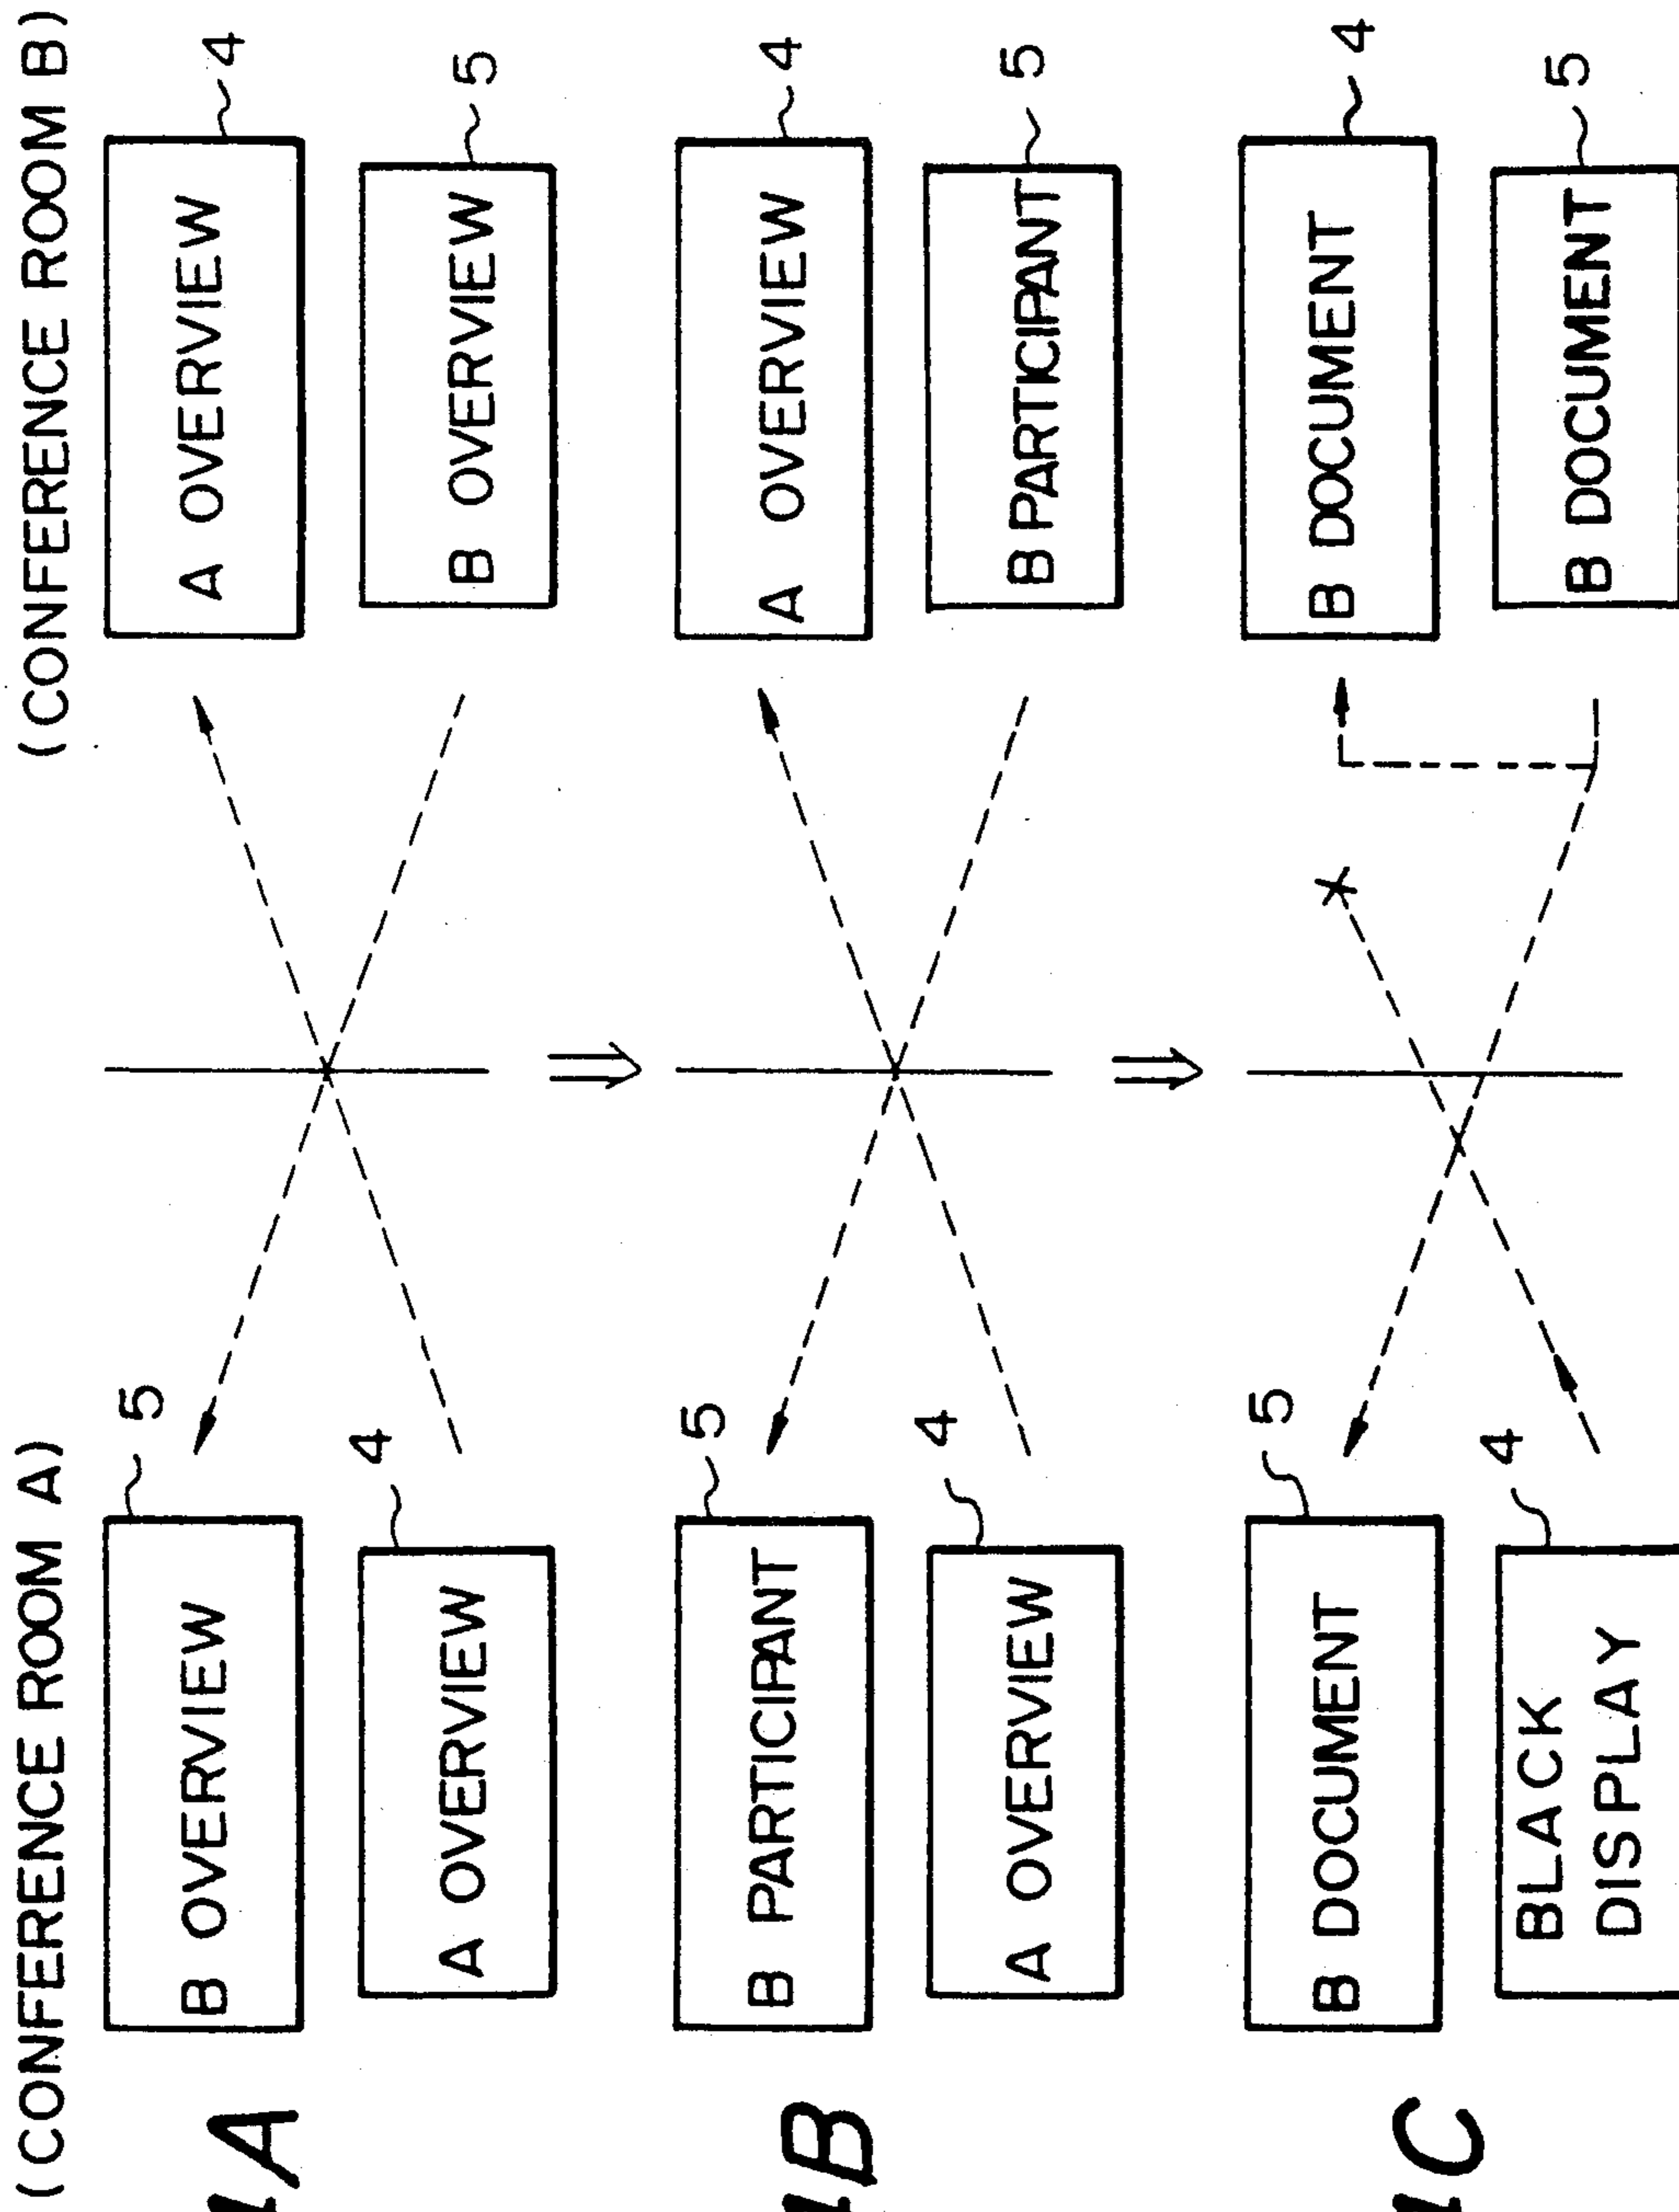 (CONFERENCE ROOM A)
(CONFERENCE ROOM B)
A
B OVERVIEW
5
A OVERVIEW
4
A OVERVIEW
4
B OVERVIEW
5
B
B PARTICIPANT
5
A OVERVIEW
4
A OVERVIEW
4
B PARTICIPANT
5
C
B DOCUMENT
5
BLACK
DISPLAY
4
B DOCUMENT
4
B DOCUMENT
5